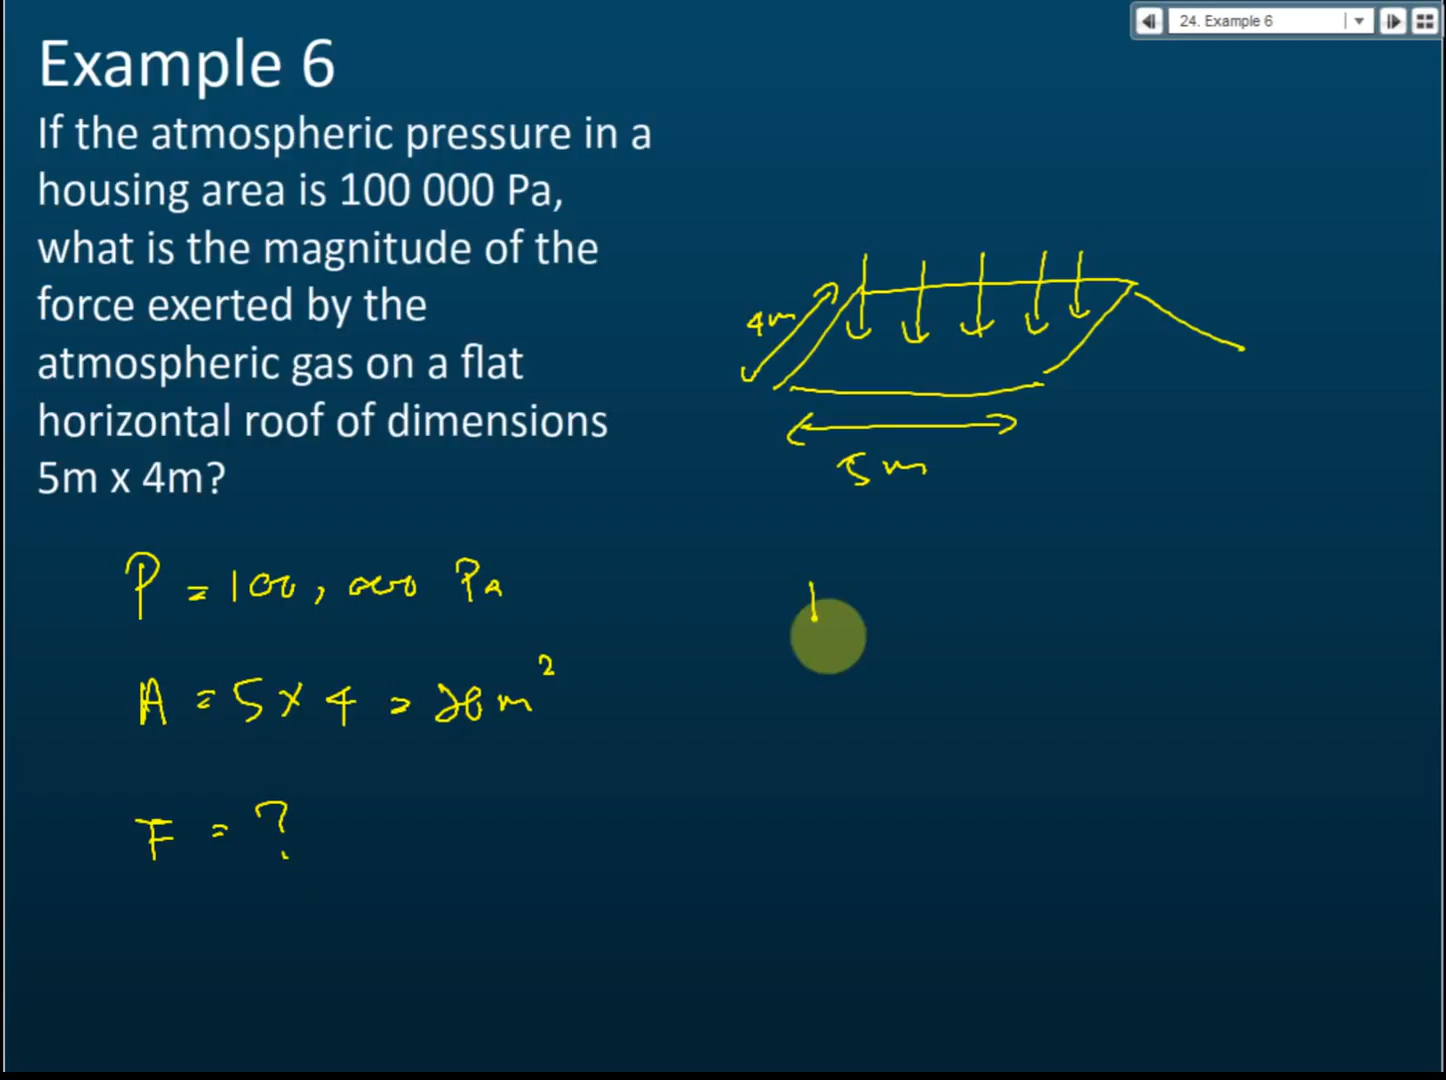 24. Example 6
Example 6
If the atmospheric pressure in a
housing area is 100 000 Pa,
what is the magnitude of the
force exerted by the
atmospheric gas on a flat
horizontal roof of dimensions
5m x 4m?
4m
5m
P = 100,000 Pa
A = 5 x 4 = 20m²
F = ?